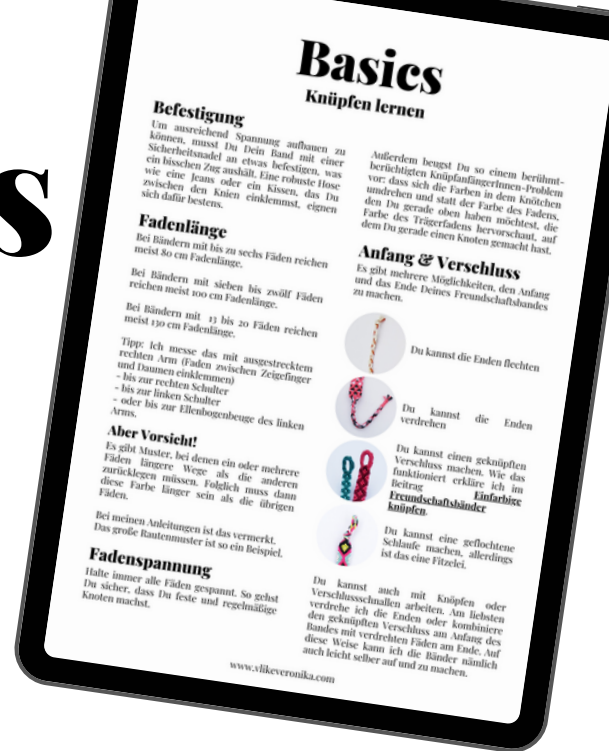 s
Basics
Knüpfen lernen
Befestigung
Um ausreichend Spannung aufbauen zu
können, musst Du Dein Band mit einer
Sicherheitsnadel an etwas befestigen, was
ein bisschen Zug aushält. Eine robuste Hose
wie eine Jeans oder ein Kissen, das Du
zwischen den Knien einklemmst, eignen
sich dafür bestens.
Fadenlänge
Bei Bändern mit bis zu sechs Fäden reichen
meist 80 cm Fadenlänge.
Bei Bändern mit sieben bis zwölf Fäden
reichen meist 100 cm Fadenlänge.
Bei Bändern mit 13 bis 20 Fäden reichen
meist 130 cm Fadenlänge.
Tipp: Ich messe das mit ausgestrecktem
rechten Arm (Faden zwischen Zeigefinger
und Daumen einklemmen)
- bis zur rechten Schulter
- bis zur linken Schulter
- oder bis zur Ellenbogenbeuge des linken
Arms.
Aber Vorsicht!
Es gibt Muster, bei denen ein oder mehrere
Fäden längere Wege als die anderen
zurücklegen müssen. Folglich muss dann
diese Farbe länger sein als die übrigen
Fäden.
Bei meinen Anleitungen ist das vermerkt.
Das große Rautenmuster ist so ein Beispiel.
Fadenspannung
Halte immer alle Fäden gespannt. So gehst
Du sicher, dass Du feste und regelmäßige
Knoten machst.
Außerdem beugst Du so einem berühmt-
berüchtigten KnüpfanfängerInnen-Problem
vor: dass sich die Farben in dem Knötchen
umdrehen und statt der Farbe des Fadens,
den Du gerade oben haben möchtest, die
Farbe des Trägerfadens hervorschaut, auf
dem Du gerade einen Knoten gemacht hast.
Anfang & Verschluss
Es gibt mehrere Möglichkeiten, den Anfang
und das Ende Deines Freundschaftsbandes
zu machen.
Du kannst die Enden flechten
Du kannst die Enden
verdrehen
Du kannst einen geknüpften
Verschluss machen. Wie das
funktioniert erkläre ich im
Beitrag Einfarbige
Freundschaftsbänder
knüpfen.
Du kannst eine geflochtene
Schlaufe machen, allerdings
ist das eine Fitzelei.
Du kannst auch mit Knöpfen oder
Verschlussschnallen arbeiten. Am liebsten
verdrehe ich die Enden oder kombiniere
den geknüpften Verschluss am Anfang des
Bandes mit verdrehten Fäden am Ende. Auf
diese Weise kann ich die Bänder nämlich
auch leicht selber auf und zu machen.
www.vlikeveronika.com